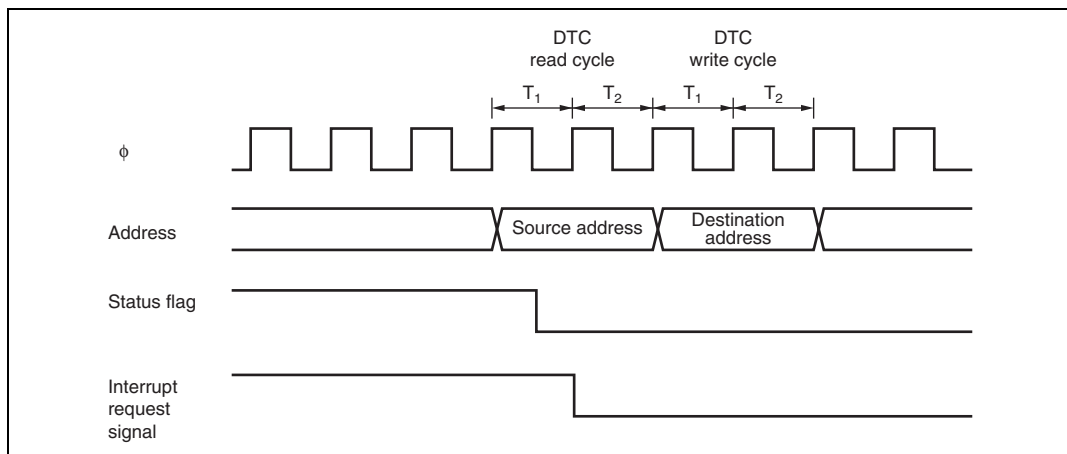 DTC
read cycle
DTC
write cycle
T1
T2
T1
T2
ϕ
Address
Source address
Destination
address
Status flag
Interrupt
request
signal